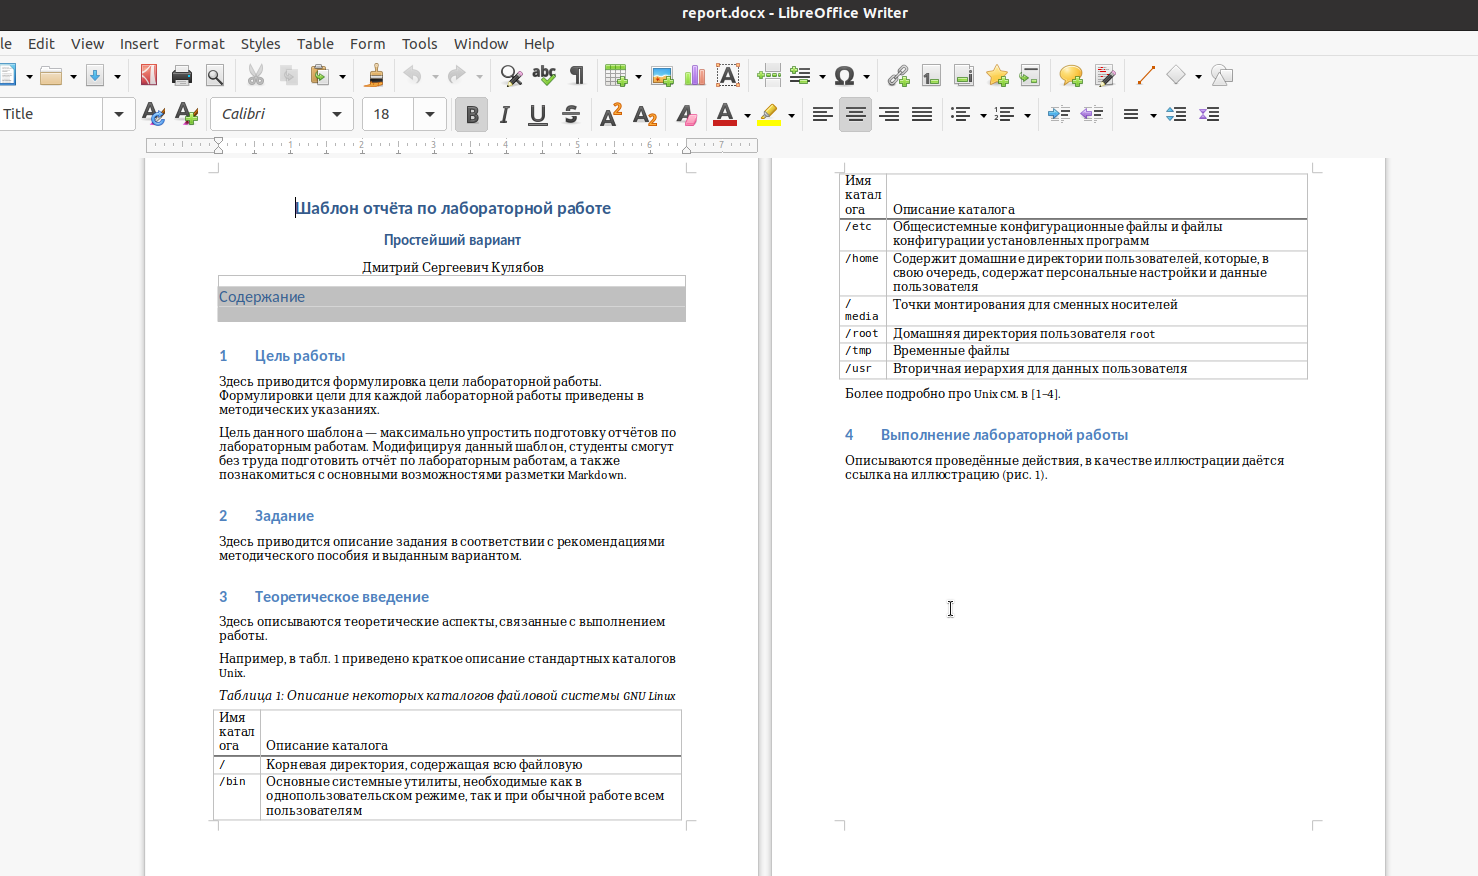 report.docx - LibreOffice Writer
le Edit View Insert Format Styles Table Form Tools Window Help
Title Calibri 18
1 2 3 4 5 6 7
Шаблон отчёта по лабораторной работе
Простейший вариант
Дмитрий Сергеевич Кулябов
Содержание
1 Цель работы
Здесь приводится формулировка цели лабораторной работы.
Формулировки цели для каждой лабораторной работы приведены в
методических указаниях.
Цель данного шаблона — максимально упростить подготовку отчётов по
лабораторным работам. Модифицируя данный шаблон, студенты смогут
без труда подготовить отчёт по лабораторным работам, а также
познакомиться с основными возможностями разметки Markdown.
2 Задание
Здесь приводится описание задания в соответствии с рекомендациями
методического пособия и выданным вариантом.
3 Теоретическое введение
Здесь описываются теоретические аспекты, связанные с выполнением
работы.
Например, в табл. 1 приведено краткое описание стандартных каталогов
Unix.
Таблица 1: Описание некоторых каталогов файловой системы GNU Linux
Имя
катал
ога Описание каталога
/ Корневая директория, содержащая всю файловую
/bin Основные системные утилиты, необходимые как в
однопользовательском режиме, так и при обычной работе всем
пользователям
Имя
катал
ога Описание каталога
/etc Общесистемные конфигурационные файлы и файлы
конфигурации установленных программ
/home Содержит домашние директории пользователей, которые, в
свою очередь, содержат персональные настройки и данные
пользователя
/ Точки монтирования для сменных носителей
media
/root Домашняя директория пользователя root
/tmp Временные файлы
/usr Вторичная иерархия для данных пользователя
Более подробно про Unix см. в [1–4].
4 Выполнение лабораторной работы
Описываются проведённые действия, в качестве иллюстрации даётся
ссылка на иллюстрацию (рис. 1).